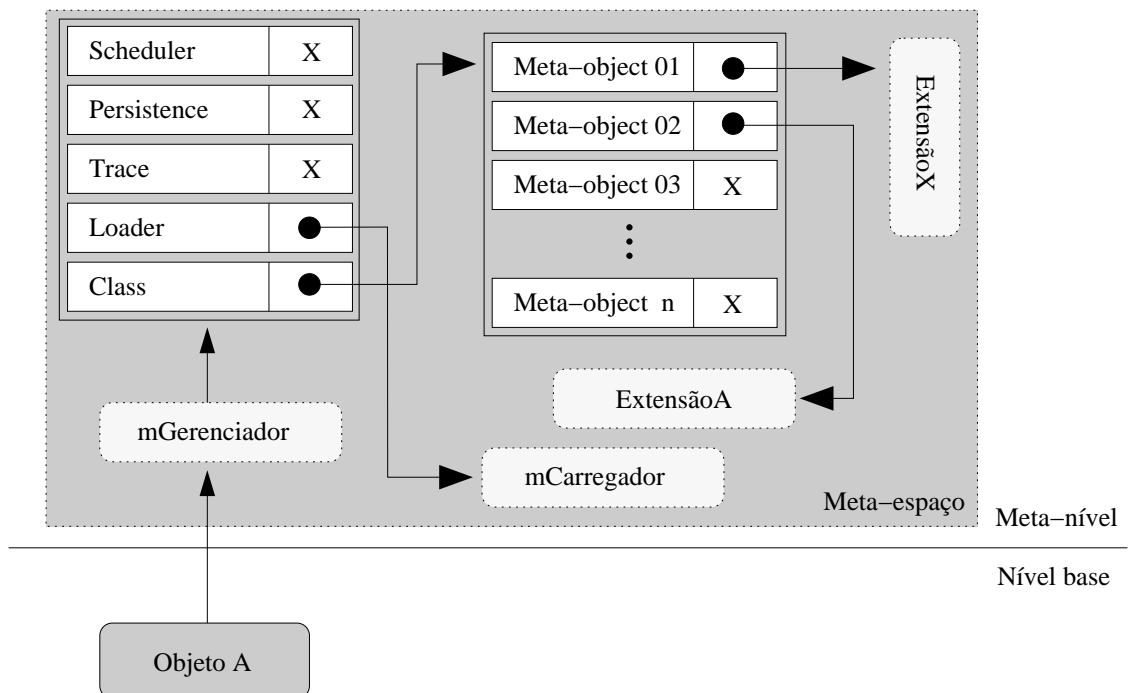 Scheduler X
Persistence X
Trace X
Loader
Class
Meta−object 01
Meta−object 02
Meta−object 03 X
Meta−object n X
ExtensãoX
ExtensãoA
mGerenciador
mCarregador
Meta−espaço
Meta−nível
Nível base
Objeto A